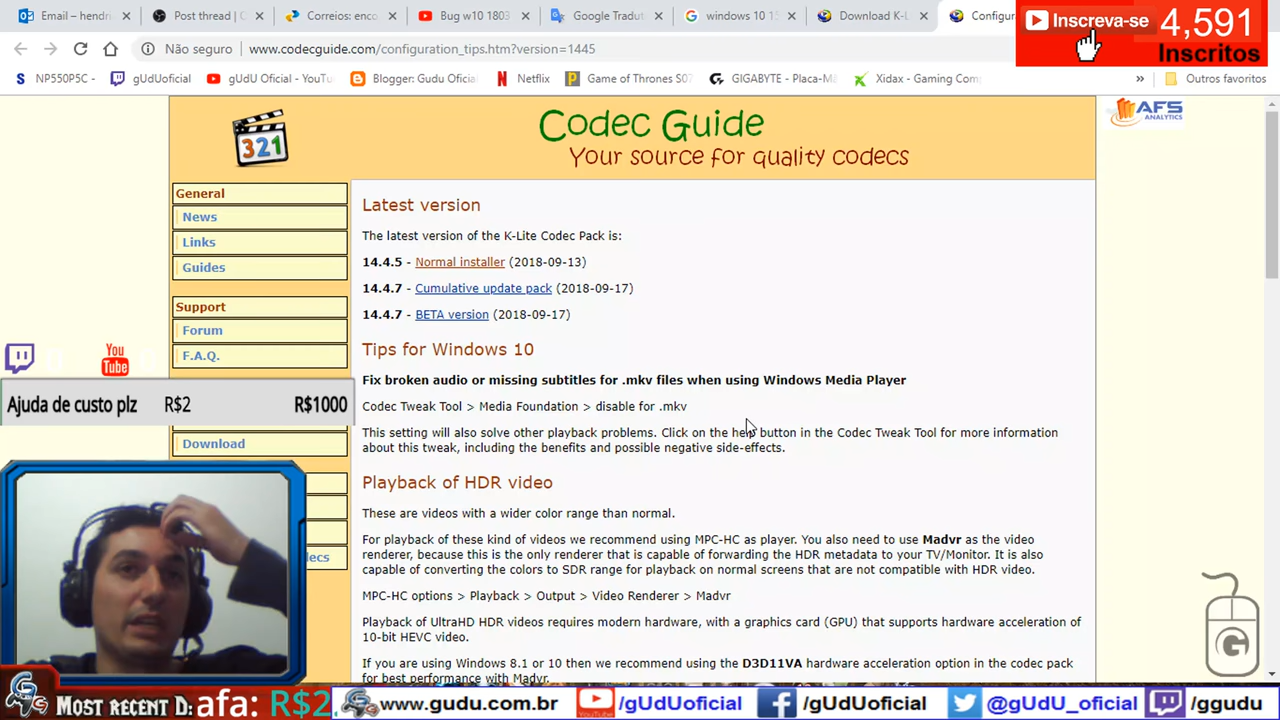 Email – hendri
Post thread | G
Correios: enco
Bug w10 1803
Google Tradut
windows 10 15
Download K-L
Configur
Inscreva-se
4,591
Inscritos
Não seguro
www.codecguide.com/configuration_tips.htm?version=1445
NP550P5C -
gUdUoficial
gUdU Oficial - YouTu
Blogger: Gudu Oficia
Netflix
Game of Thrones S07
GIGABYTE - Placa-Mã
Xidax - Gaming Comp
»
Outros favoritos
321
Codec Guide
Your source for quality codecs
AFS
ANALYTICS
General
News
Links
Guides
Support
Forum
F.A.Q.
Download
decs
Latest version
The latest version of the K-Lite Codec Pack is:
14.4.5 - Normal installer (2018-09-13)
14.4.7 - Cumulative update pack (2018-09-17)
14.4.7 - BETA version (2018-09-17)
Tips for Windows 10
Fix broken audio or missing subtitles for .mkv files when using Windows Media Player
Codec Tweak Tool > Media Foundation > disable for .mkv
This setting will also solve other playback problems. Click on the help button in the Codec Tweak Tool for more information
about this tweak, including the benefits and possible negative side-effects.
Playback of HDR video
These are videos with a wider color range than normal.
For playback of these kind of videos we recommend using MPC-HC as player. You also need to use Madvr as the video
renderer, because this is the only renderer that is capable of forwarding the HDR metadata to your TV/Monitor. It is also
capable of converting the colors to SDR range for playback on normal screens that are not compatible with HDR video.
MPC-HC options > Playback > Output > Video Renderer > Madvr
Playback of UltraHD HDR videos requires modern hardware, with a graphics card (GPU) that supports hardware acceleration of
10-bit HEVC video.
If you are using Windows 8.1 or 10 then we recommend using the D3D11VA hardware acceleration option in the codec pack
for best performance with Madvr.
You
Tube
Ajuda de custo plz R$2 R$1000
Most recent D: afa: R$2.
www.gudu.com.br
YouTube
/gUdUoficial
/gUdUoficial
@gUdU_oficial
/ggudu